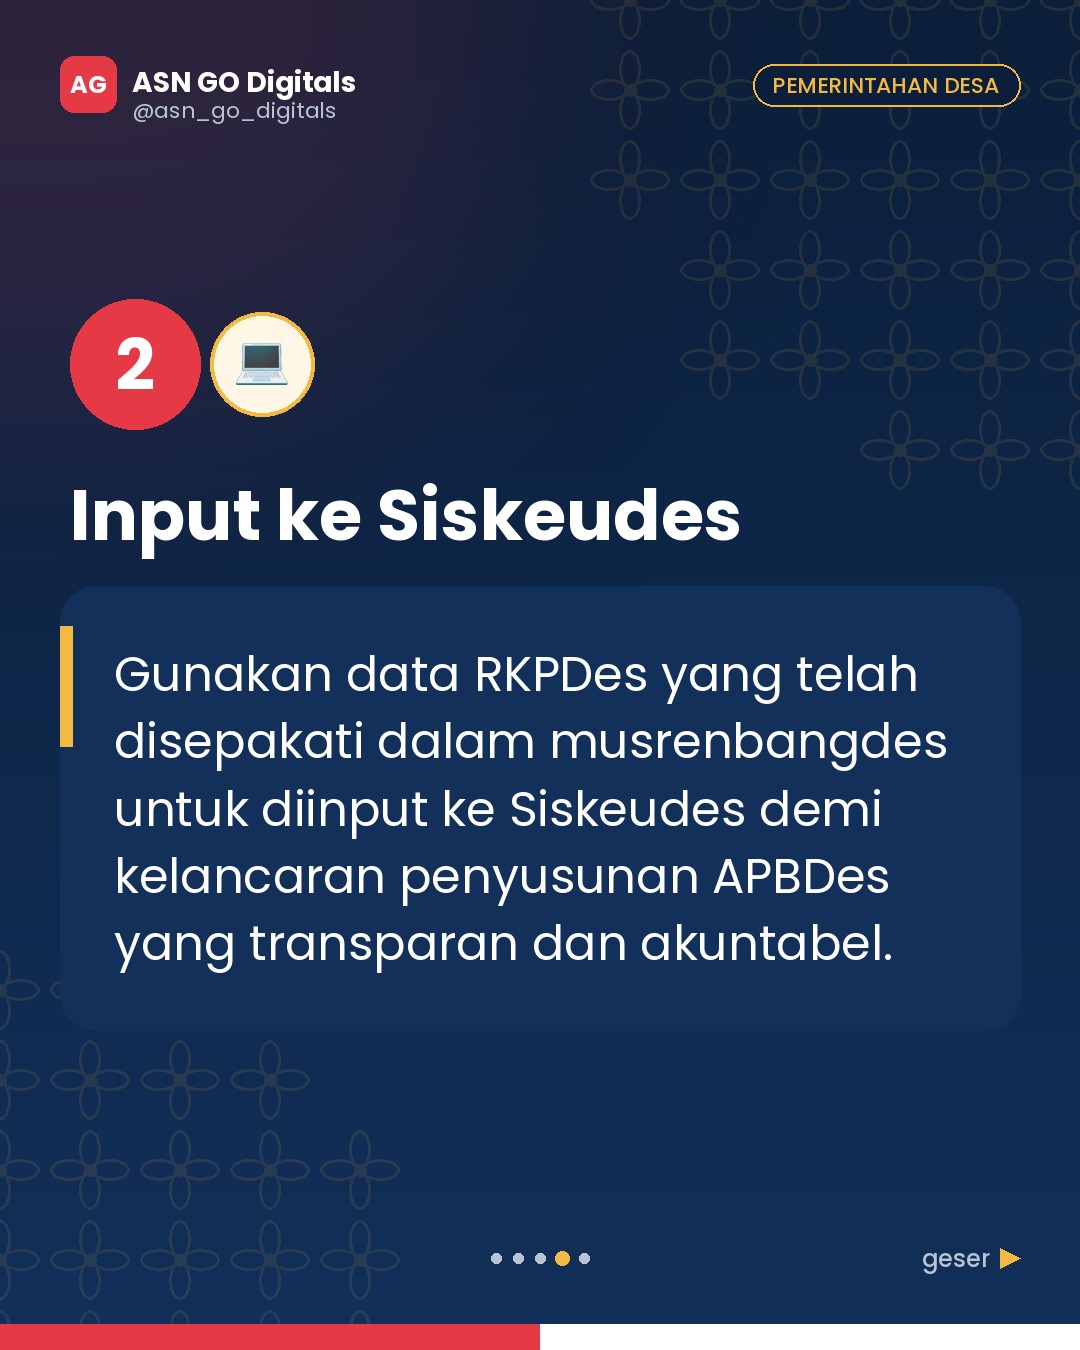 AG
ASN GO Digitals
@asn_go_digitals
PEMERINTAHAN DESA
2
Input ke Siskeudes
Gunakan data RKPDes yang telah
disepakati dalam musrenbangdes
untuk diinput ke Siskeudes demi
kelancaran penyusunan APBDes
yang transparan dan akuntabel.
geser